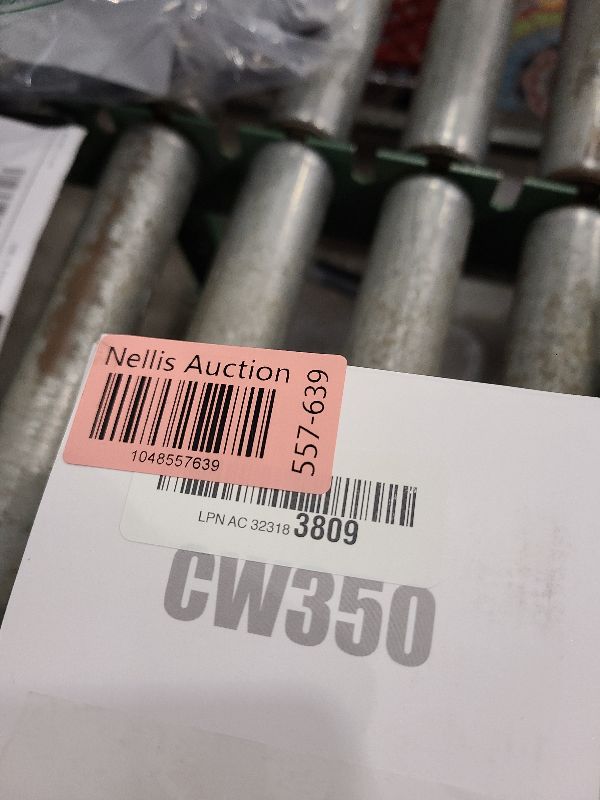 Nellis Auction
1048557639
557-639
LPN AC 32318 3809
CW350